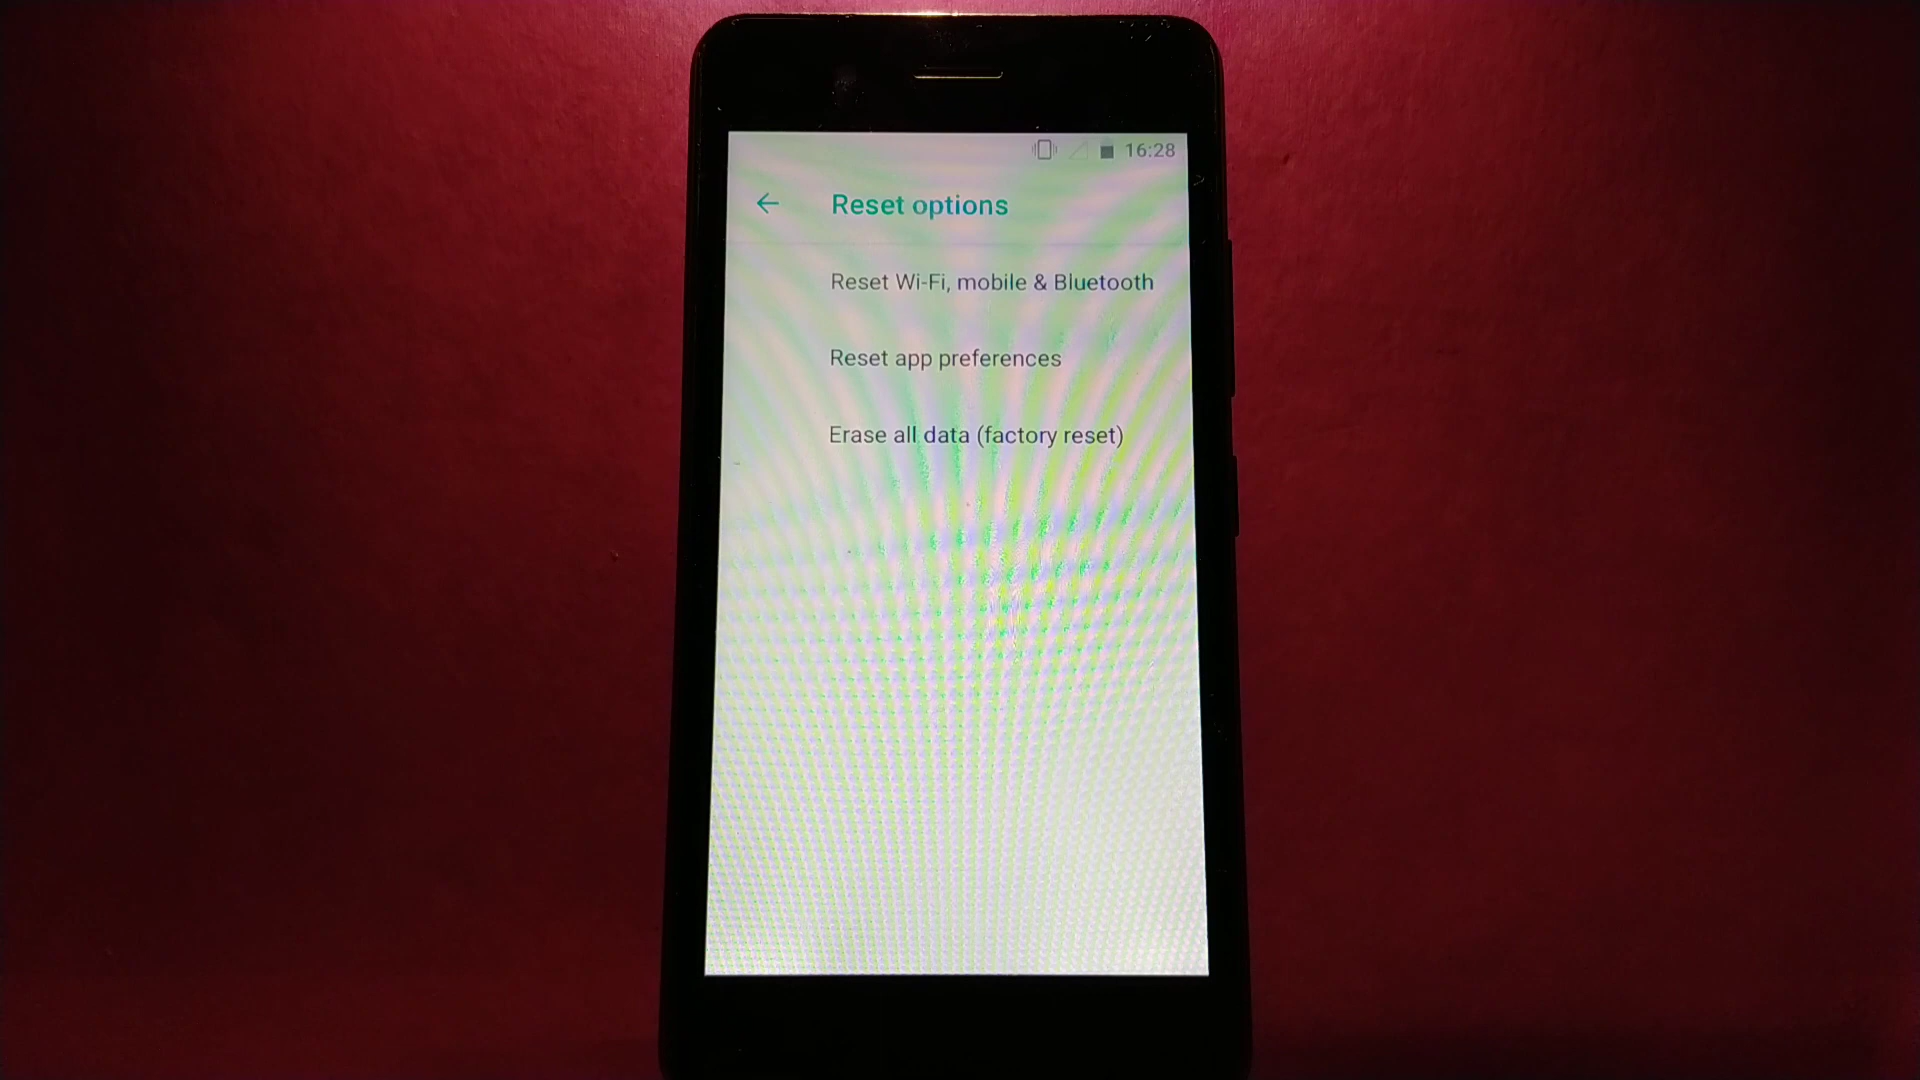 16:28
Reset options
Reset Wi-Fi, mobile & Bluetooth
Reset app preferences
Erase all data (factory reset)